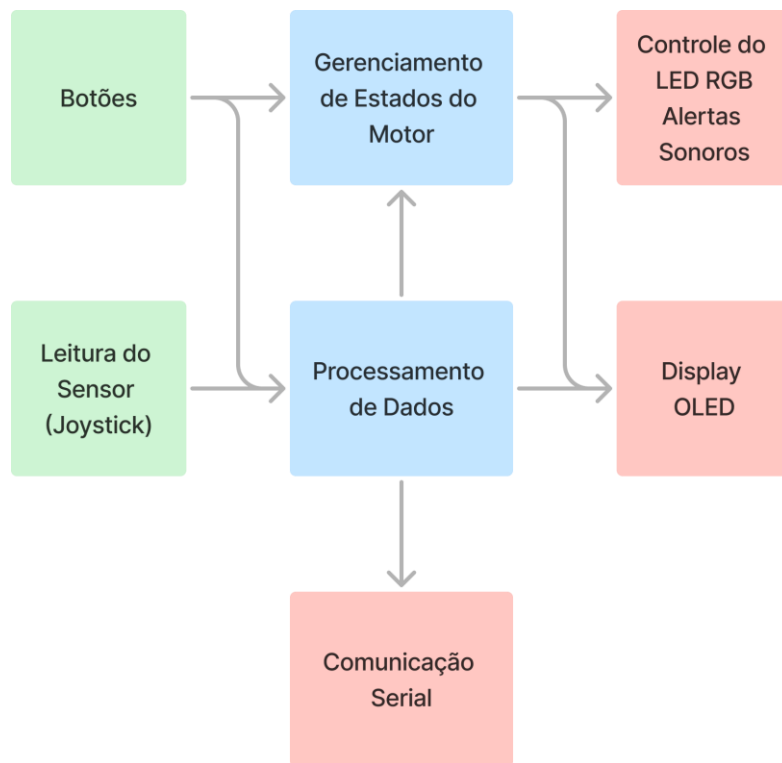 Botões
Gerenciamento
de Estados do
Motor
Controle do
LED RGB
Alertas
Sonoros
Leitura do
Sensor
(Joystick)
Processamento
de Dados
Display
OLED
Comunicação
Serial